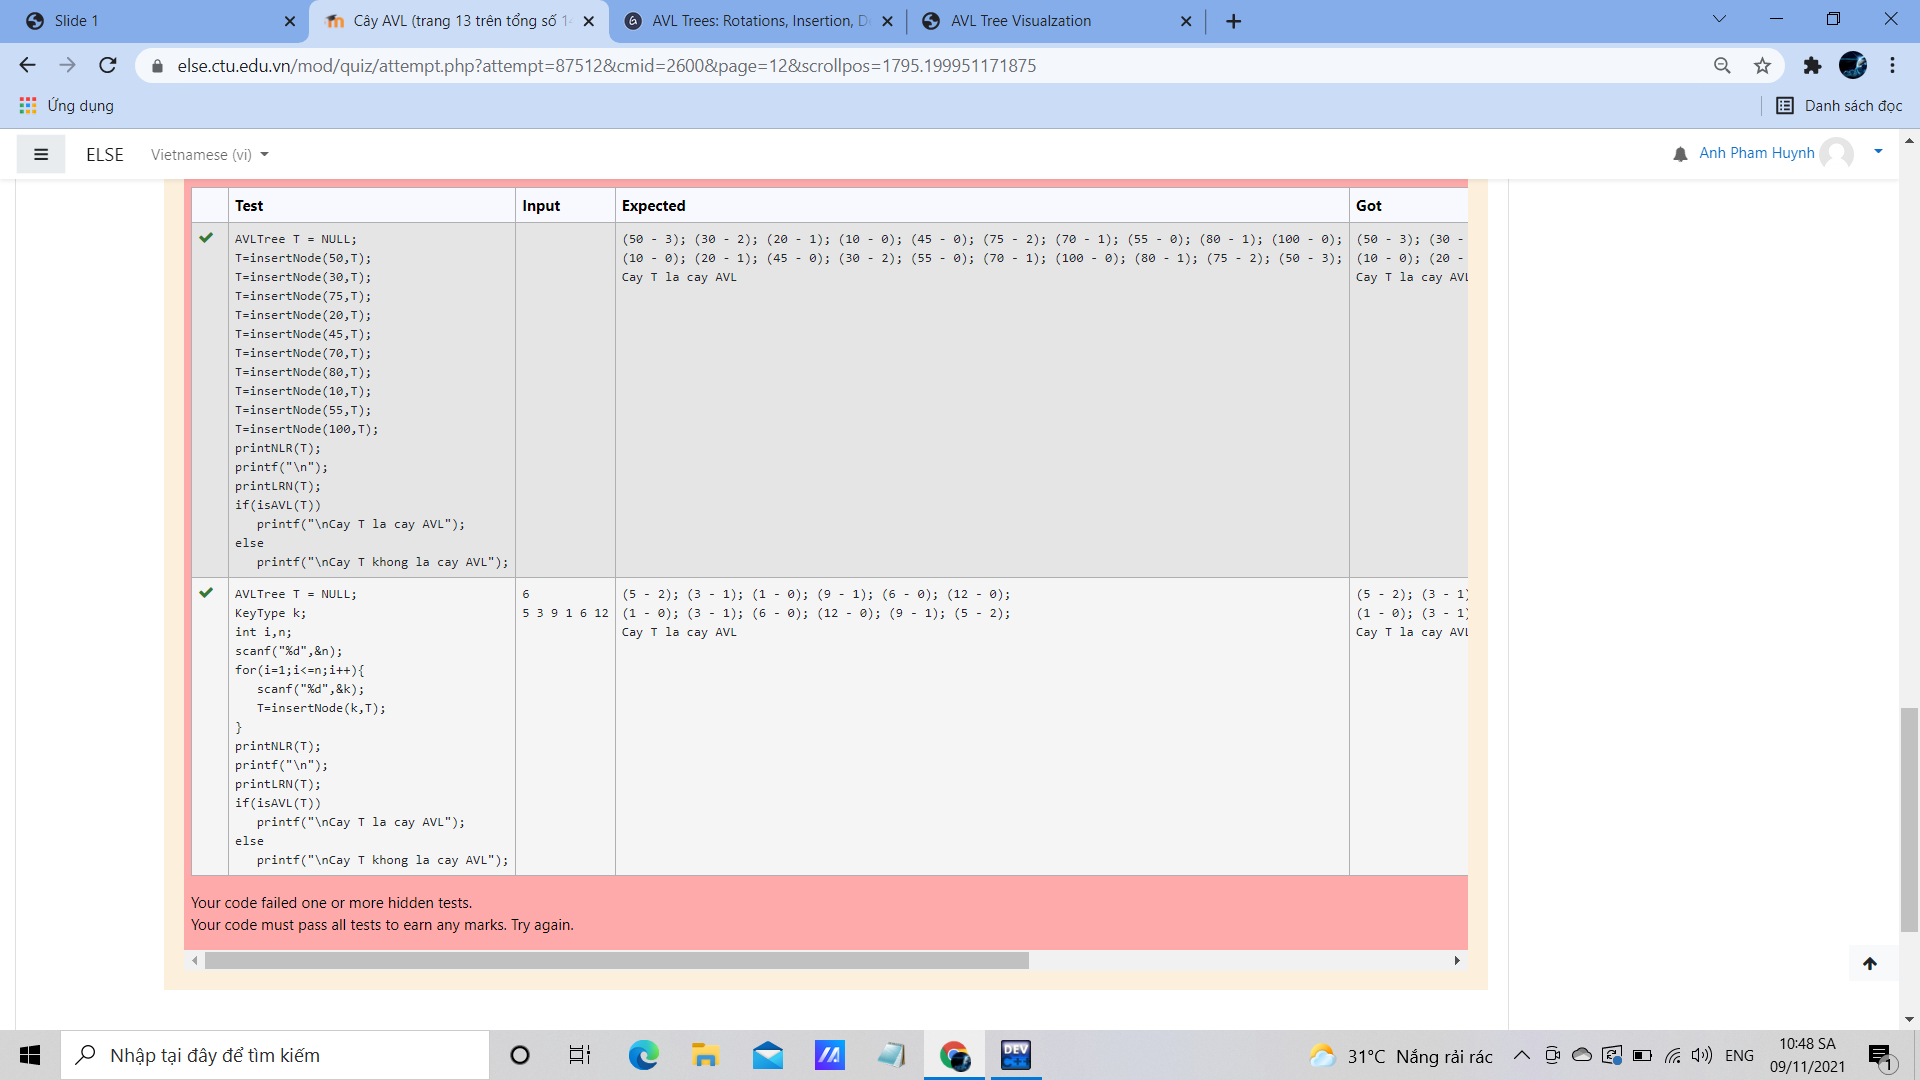 Slide 1
Cây AVL (trang 13 trên tổng số 1
AVL Trees: Rotations, Insertion, D
AVL Tree Visualzation
else.ctu.edu.vn/mod/quiz/attempt.php?attempt=87512&cmid=2600&page=12&scrollpos=1795.199951171875
Ứng dụng
Danh sách đọc
ELSE
Vietnamese (vi)
Anh Pham Huynh
Test Input Expected Got
AVLTree T = NULL; (50 - 3); (30 - 2); (20 - 1); (10 - 0); (45 - 0); (75 - 2); (70 - 1); (55 - 0); (80 - 1); (100 - 0); (50 - 3); (30 -
T=insertNode(50,T); (10 - 0); (20 - 1); (45 - 0); (30 - 2); (55 - 0); (70 - 1); (100 - 0); (80 - 1); (75 - 2); (50 - 3); (10 - 0); (20 -
T=insertNode(30,T); Cay T la cay AVL Cay T la cay AVL
T=insertNode(75,T);
T=insertNode(20,T);
T=insertNode(45,T);
T=insertNode(70,T);
T=insertNode(80,T);
T=insertNode(10,T);
T=insertNode(55,T);
T=insertNode(100,T);
printNLR(T);
printf("\n");
printLRN(T);
if(isAVL(T))
printf("\nCay T la cay AVL");
else
printf("\nCay T khong la cay AVL");
AVLTree T = NULL; 6 (5 - 2); (3 - 1); (1 - 0); (9 - 1); (6 - 0); (12 - 0); (5 - 2); (3 - 1)
KeyType k; 5 3 9 1 6 12 (1 - 0); (3 - 1); (6 - 0); (12 - 0); (9 - 1); (5 - 2); (1 - 0); (3 - 1)
int i,n; Cay T la cay AVL Cay T la cay AVL
scanf("%d",&n);
for(i=1;i<=n;i++){
scanf("%d",&k);
T=insertNode(k,T);
}
printNLR(T);
printf("\n");
printLRN(T);
if(isAVL(T))
printf("\nCay T la cay AVL");
else
printf("\nCay T khong la cay AVL");
Your code failed one or more hidden tests.
Your code must pass all tests to earn any marks. Try again.
Nhập tại đây để tìm kiếm
DEV
31°C Nắng rải rác
ENG
10:48 SA
09/11/2021
1